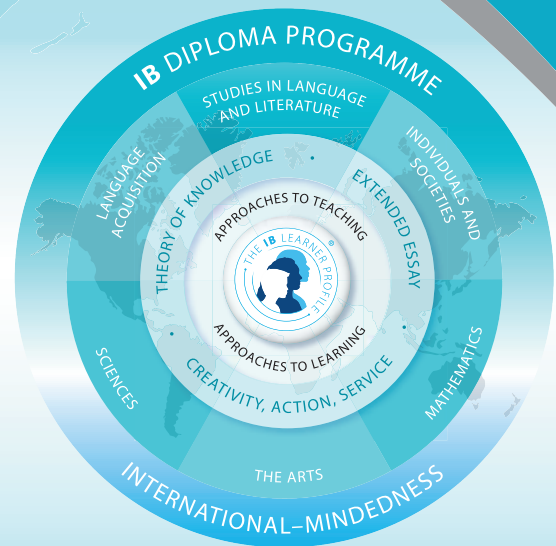 IB DIPLOMA PROGRAMME
STUDIES IN LANGUAGE
AND LITERATURE
LANGUAGE
ACQUISITION
INDIVIDUALS AND
SOCIETIES
THEORY OF KNOWLEDGE
EXTENDED ESSAY
APPROACHES TO TEACHING
THE IB LEARNER PROFILE ®
APPROACHES TO LEARNING
CREATIVITY, ACTION, SERVICE
SCIENCES
MATHEMATICS
THE ARTS
INTERNATIONAL–MINDEDNESS